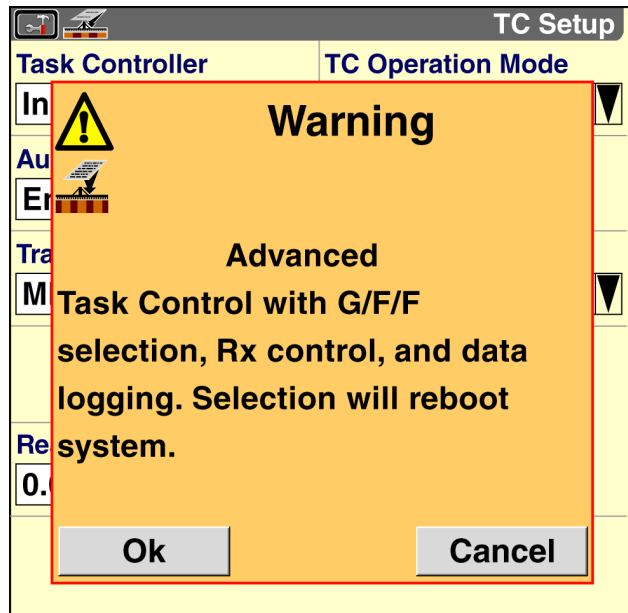 TC Setup
Task Controller
TC Operation Mode
Warning
Advanced
Task Control with G/F/F
selection, Rx control, and data
logging. Selection will reboot
system.
Ok
Cancel